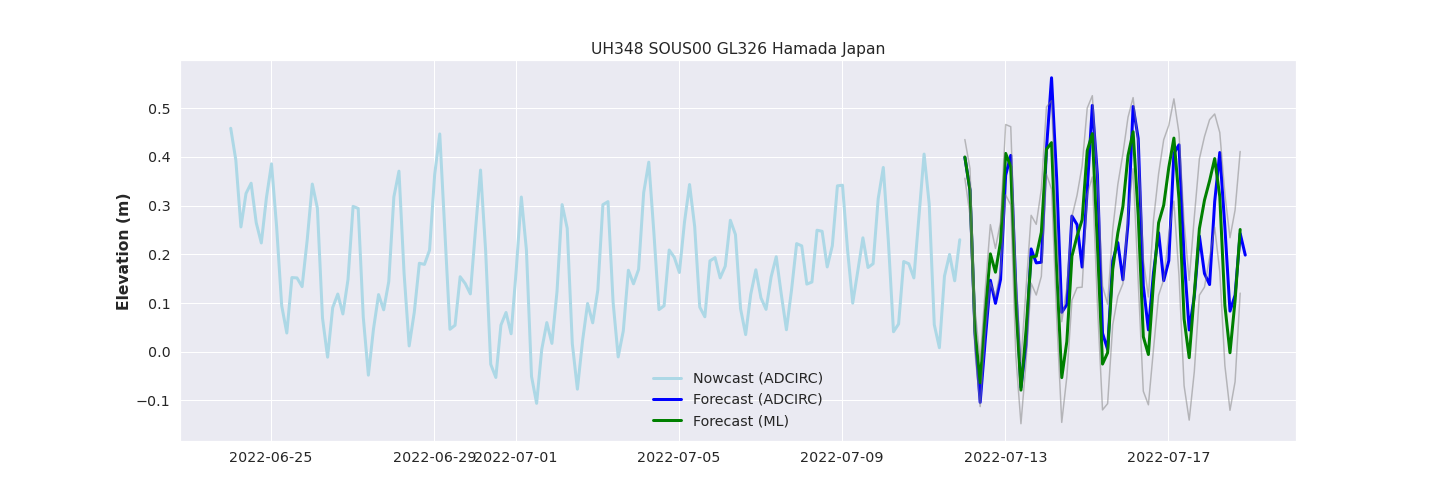 UH348 SOUS00 GL326 Hamada Japan
Elevation (m)
0.5
0.4
0.3
0.2
0.1
0.0
−0.1
Nowcast (ADCIRC)
Forecast (ADCIRC)
Forecast (ML)
2022-06-25 2022-06-29 2022-07-01 2022-07-05 2022-07-09 2022-07-13 2022-07-17